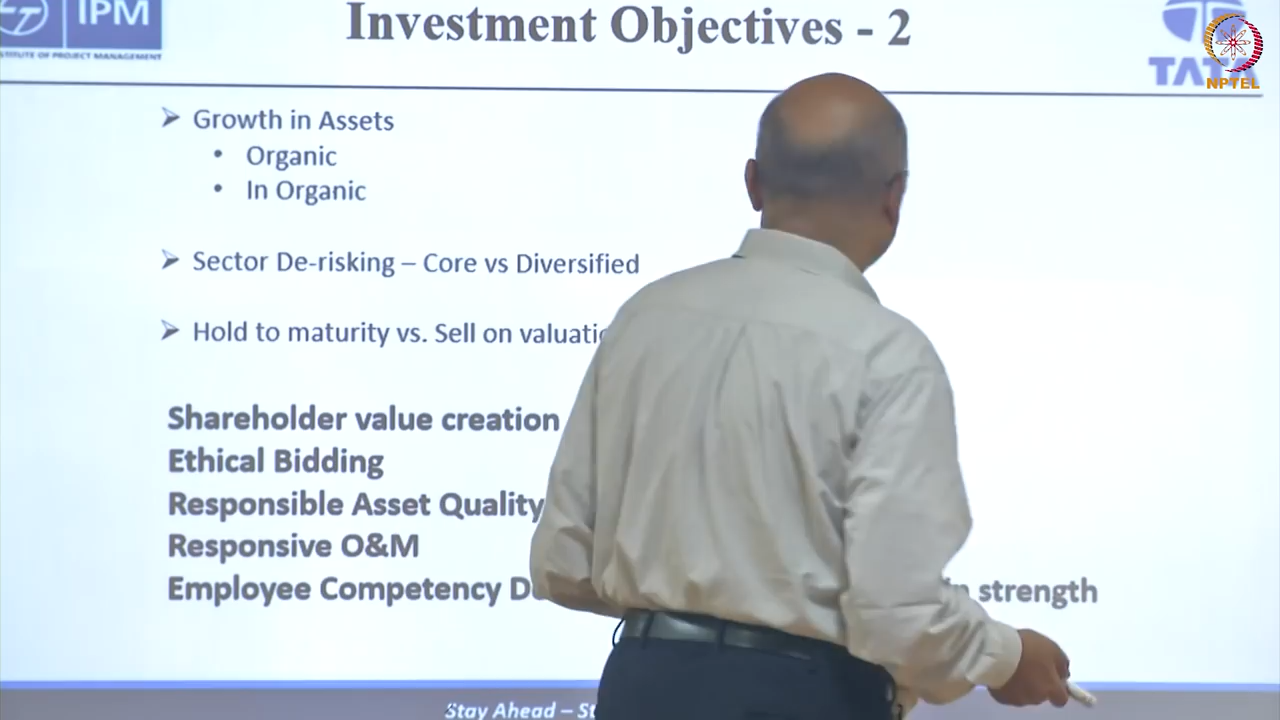 IPM
INSTITUTE OF PROJECT MANAGEMENT
Investment Objectives - 2
TATA
NPTEL
➤ Growth in Assets
• Organic
• In Organic
➤ Sector De-risking – Core vs Diversified
➤ Hold to maturity vs. Sell on
Shareholder value creation
Ethical Bidding
Responsible Asset Quality
Responsive O&M
Employee Competency strength
Stay Ahead –